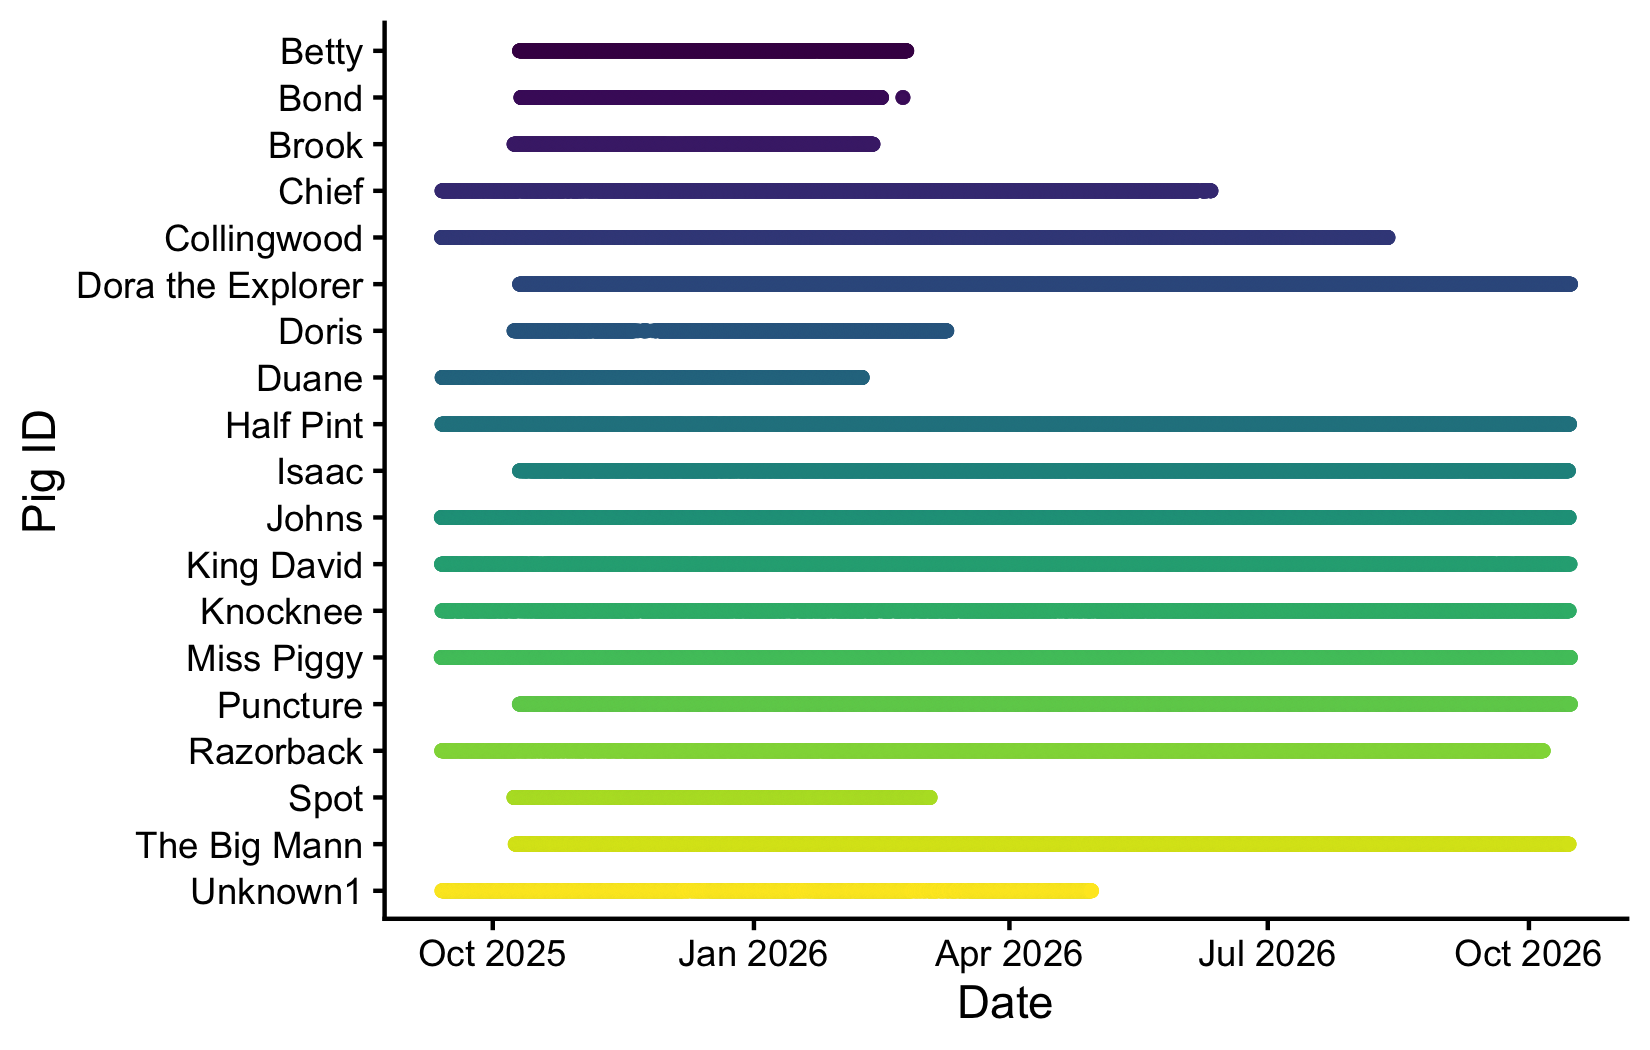 Betty
Bond
Brook
Chief
Collingwood
Dora the Explorer
Doris
Duane
Half Pint
Isaac
Johns
King David
Knocknee
Miss Piggy
Puncture
Razorback
Spot
The Big Mann
Unknown1
Pig ID
Oct 2025 Jan 2026 Apr 2026 Jul 2026 Oct 2026
Date